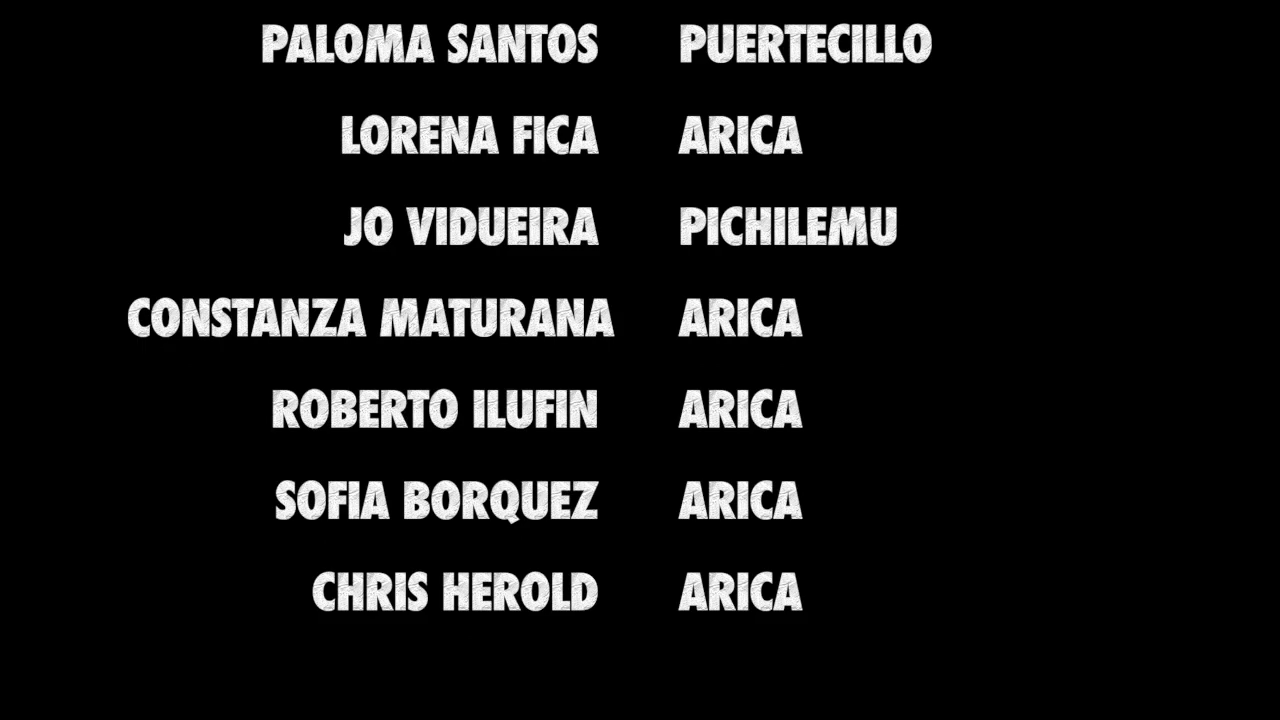 PALOMA SANTOS PUERTECILLO
LORENA FICA ARICA
JO VIDUEIRA PICHILEMU
CONSTANZA MATURANA ARICA
ROBERTO ILUFIN ARICA
SOFIA BORQUEZ ARICA
CHRIS HEROLD ARICA